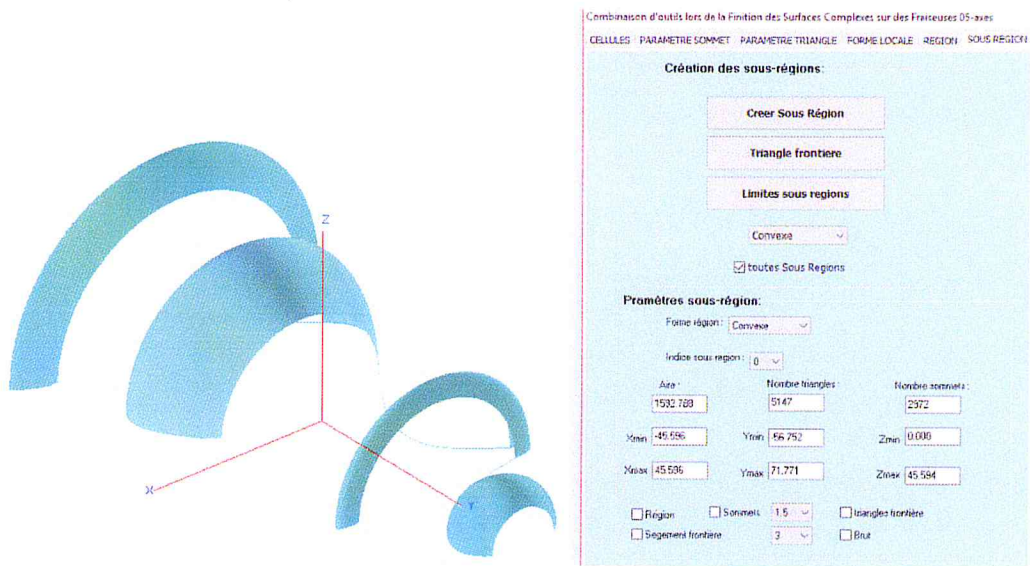 Combinaison d'outils lors de la Finition des Surfaces Complexes sur des Fraiseuses 05-axes
CELLULES PARAMETRE SOMMET PARAMETRE TRIANGLE FORME LOCALE REGION SOUS REGION
Création des sous-régions:
Creer Sous Région
Triangle frontiere
Limites sous regions
Convexe
toutes Sous Regions
Pramètres sous-région:
Forme région : Convexe
Indice sous region : 0
Aire : Nombre triangles : Nombre sommets :
1592.788 5147 2672
Xmin -45.596 Ymin -56.752 Zmin 0.000
Xmax 45.596 Ymax 71.771 Zmax 45.594
Région Sommets 1.5 triangles frontière
Segement frontière 3 Brut
Z
X
Y